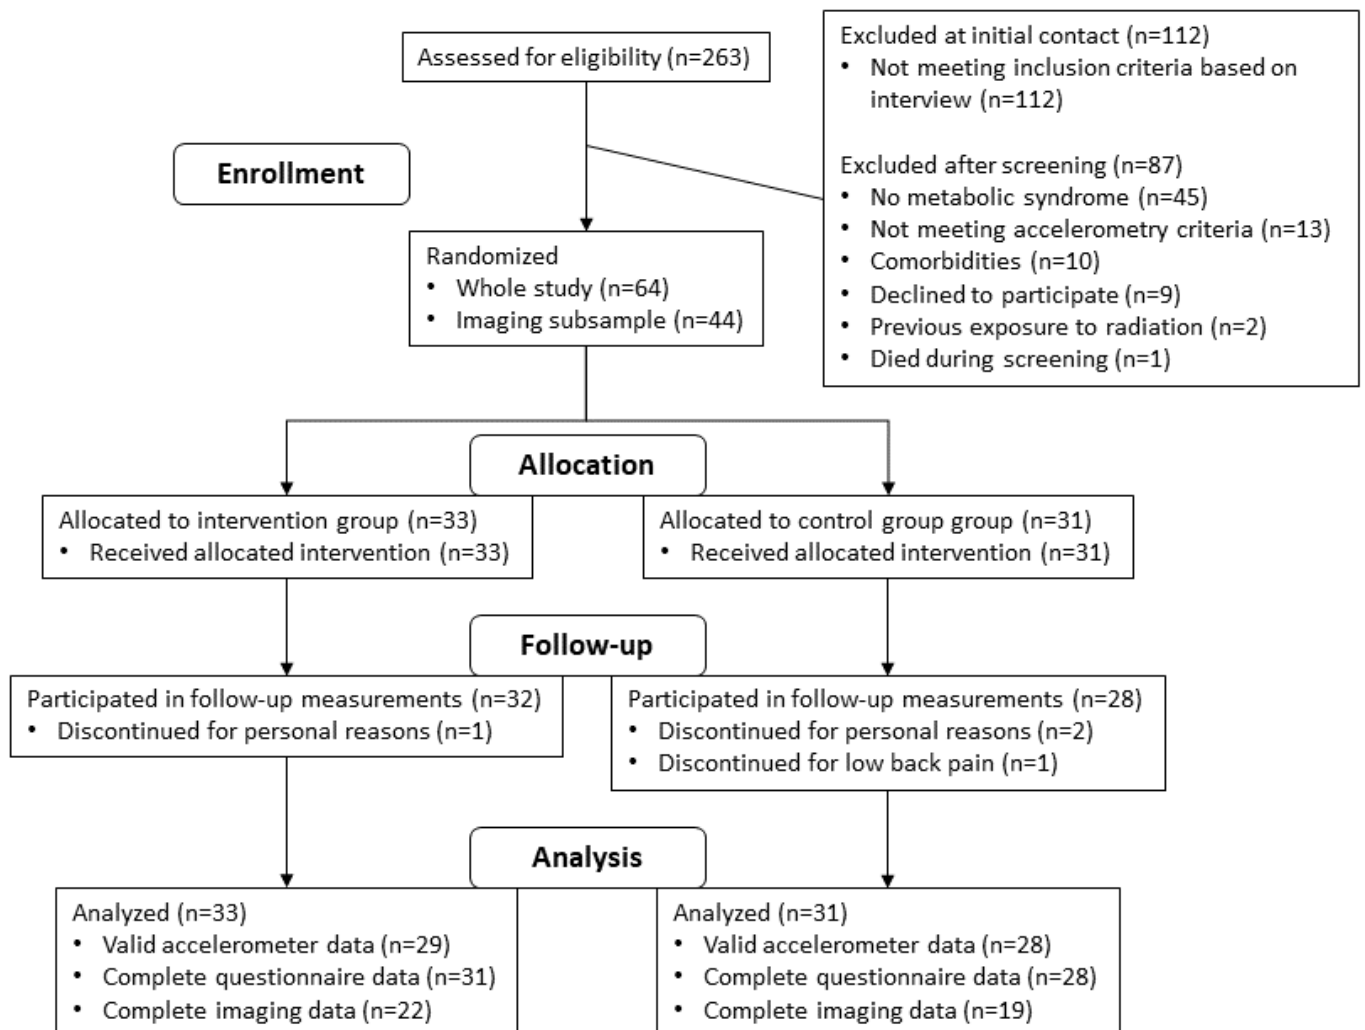 Assessed for eligibility (n=263)
Excluded at initial contact (n=112)
• Not meeting inclusion criteria based on
interview (n=112)
Excluded after screening (n=87)
• No metabolic syndrome (n=45)
• Not meeting accelerometry criteria (n=13)
• Comorbidities (n=10)
• Declined to participate (n=9)
• Previous exposure to radiation (n=2)
• Died during screening (n=1)
Enrollment
Randomized
• Whole study (n=64)
• Imaging subsample (n=44)
Allocation
Allocated to intervention group (n=33)
• Received allocated intervention (n=33)
Allocated to control group group (n=31)
• Received allocated intervention (n=31)
Follow-up
Participated in follow-up measurements (n=32)
• Discontinued for personal reasons (n=1)
Participated in follow-up measurements (n=28)
• Discontinued for personal reasons (n=2)
• Discontinued for low back pain (n=1)
Analysis
Analyzed (n=33)
• Valid accelerometer data (n=29)
• Complete questionnaire data (n=31)
• Complete imaging data (n=22)
Analyzed (n=31)
• Valid accelerometer data (n=28)
• Complete questionnaire data (n=28)
• Complete imaging data (n=19)